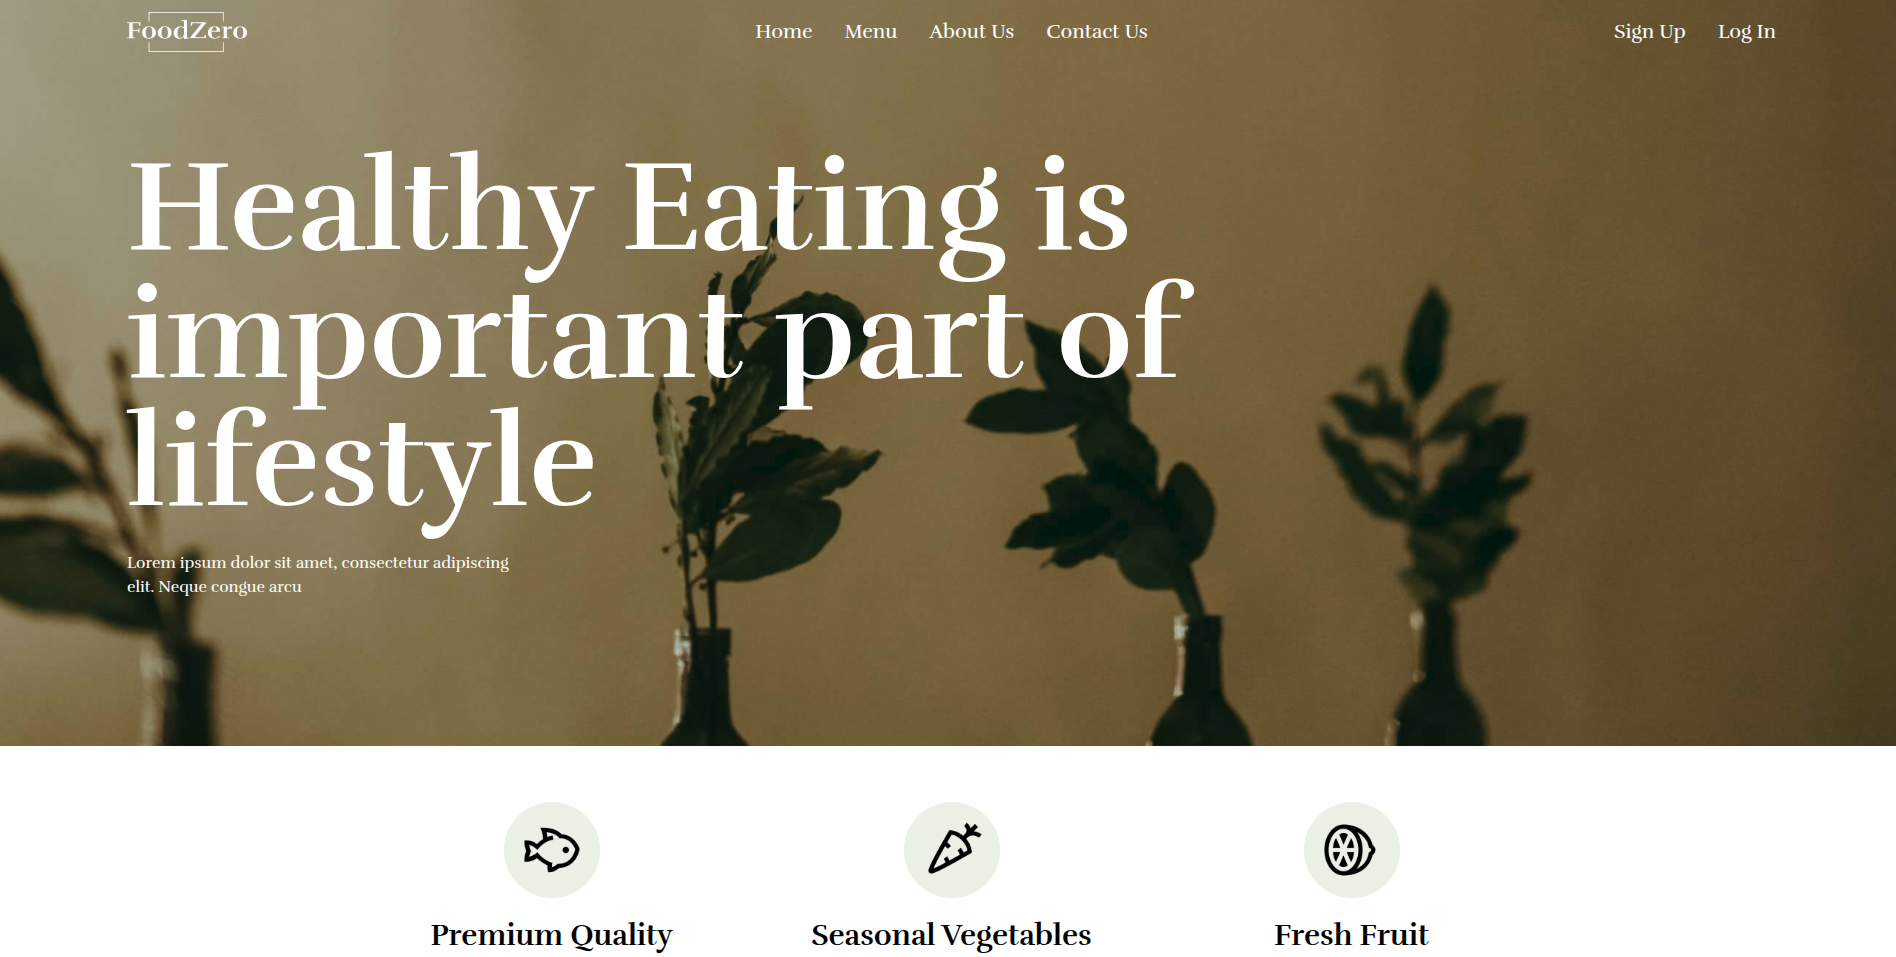 FoodZero
Home Menu About Us Contact Us
Sign Up Log In
Healthy Eating is
important part of
lifestyle
Lorem ipsum dolor sit amet, consectetur adipiscing
elit. Neque congue arcu
Premium Quality
Seasonal Vegetables
Fresh Fruit